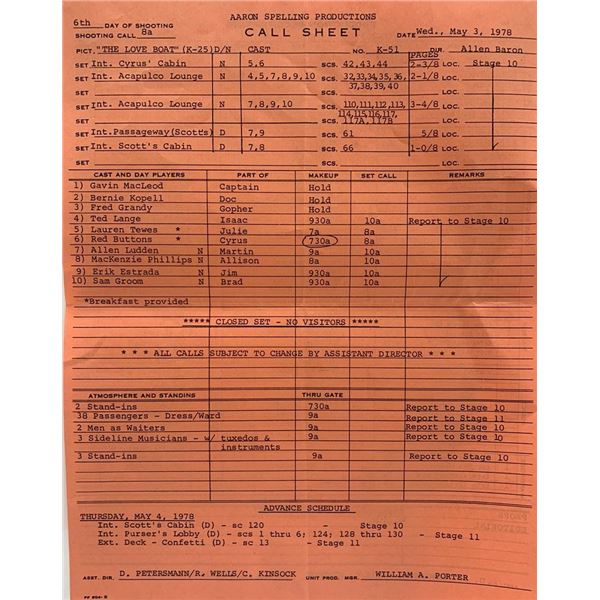 AARON SPELLING PRODUCTIONS
6th DAY OF SHOOTING
SHOOTING CALL 8a
CALL SHEET
DATE Wed., May 3, 1978
PICT. "THE LOVE BOAT" (K-25) D/N CAST NO. K-51 DIR. Allen Baron
PAGES
SET Int. Cyrus' Cabin N 5,6 SCS. 42,43,44 2-3/8 LOC. Stage 10
SET Int. Acapulco Lounge N 4,5,7,8,9,10 SCS. 32,33,34,35,36, 2-1/8 LOC.
SET 37,38,39,40
Int. Acapulco Lounge N 7,8,9,10 110,111,112,113, 3-4/8 LOC.
SET SCS. 114,115,116,117, LOC.
117A,117B
SET Int.Passageway(Scott's) D 7,9 SCS. 61 5/8 LOC.
SET Int. Scott's Cabin D 7,8 SCS. 66 1-0/8 LOC.
SET SCS. LOC.
CAST AND DAY PLAYERS PART OF MAKEUP SET CALL REMARKS
1) Gavin MacLeod Captain Hold
2) Bernie Kopell Doc Hold
3) Fred Grandy Gopher Hold
4) Ted Lange Isaac 930a 10a Report to Stage 10
5) Lauren Tewes * Julie 7a 8a
6) Red Buttons * Cyrus 730a 8a
7) Allen Ludden N Martin 9a 10a
8) MacKenzie Phillips N Allison 8a 10a
9) Erik Estrada N Jim 930a 10a
10) Sam Groom N Brad 930a 10a
*Breakfast provided
***** CLOSED SET - NO VISITORS *****
* * * ALL CALLS SUBJECT TO CHANGE BY ASSISTANT DIRECTOR * * *
ATMOSPHERE AND STANDINS THRU GATE
2 Stand-ins 730a Report to Stage 10
38 Passengers - Dress/Ward 9a Report to Stage 11
2 Men as Waiters 9a Report to Stage 10
3 Sideline Musicians - w/ tuxedos & 9a Report to Stage 10
instruments
3 Stand-ins 9a Report to Stage 10
ADVANCE SCHEDULE
THURSDAY, MAY 4, 1978
Int. Scott's Cabin (D) - sc 120 - Stage 10
Int. Purser's Lobby (D) - scs 1 thru 6; 124; 128 thru 130 - Stage 11
Ext. Deck - Confetti (D) - sc 13 - Stage 11
ASST. DIR. D. PETERSMANN/R. WELLS/C. KINSOCK UNIT PROD. MGR. WILLIAM A. PORTER